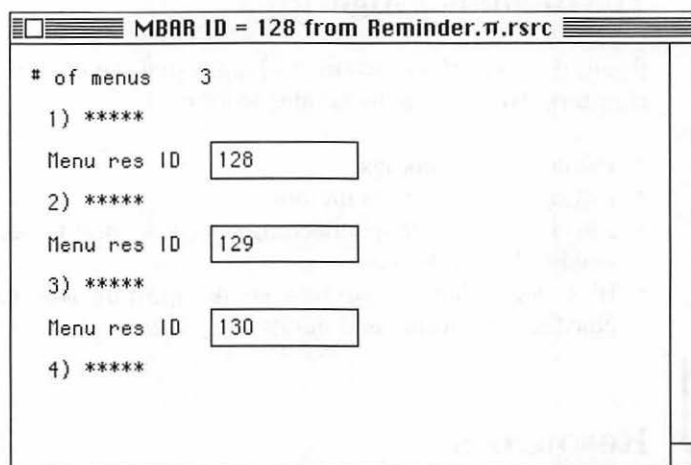 MBAR ID = 128 from Reminder.π.rsrc
# of menus 3
1) *****
Menu res ID 128
2) *****
Menu res ID 129
3) *****
Menu res ID 130
4) *****